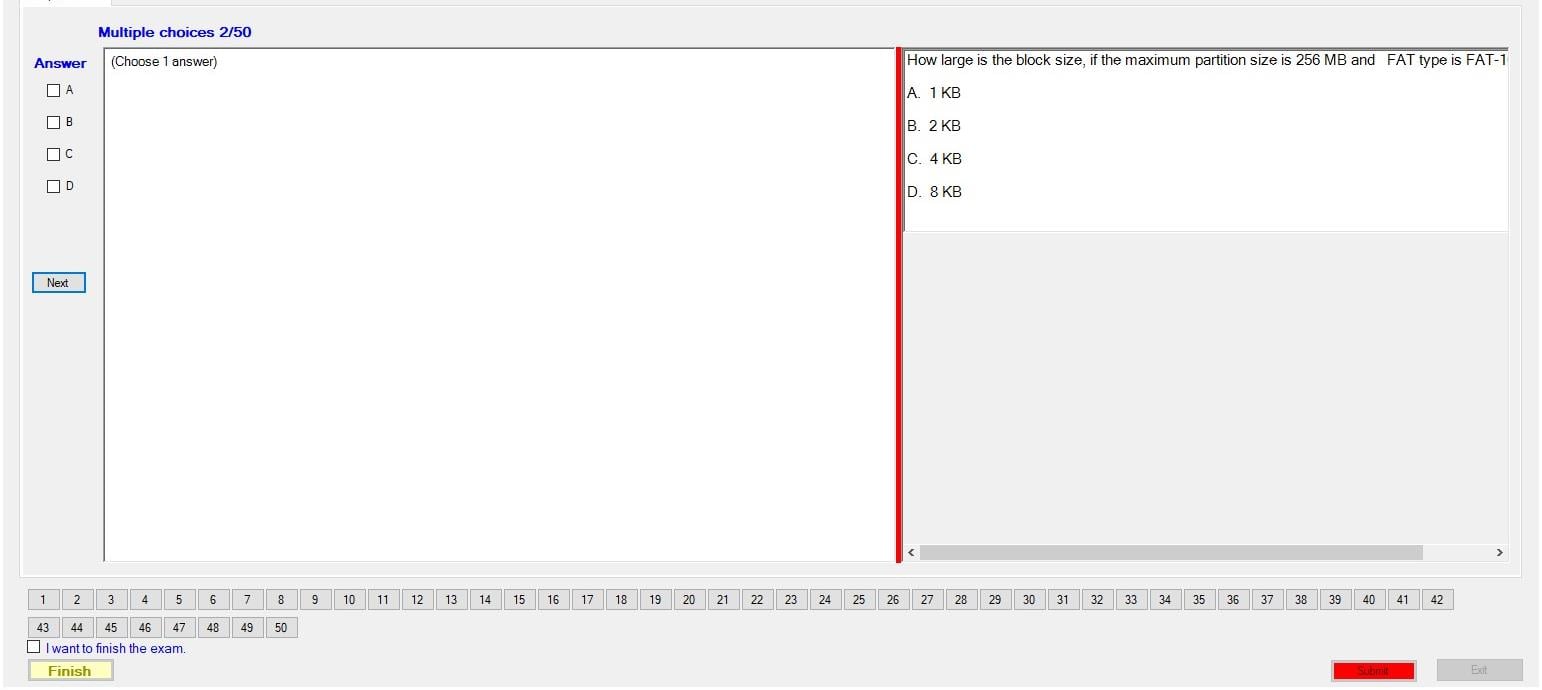 Multiple choices 2/50
Answer
(Choose 1 answer)
A
B
C
D
Next
How large is the block size, if the maximum partition size is 256 MB and FAT type is FAT-1
A. 1 KB
B. 2 KB
C. 4 KB
D. 8 KB
1 2 3 4 5 6 7 8 9 10 11 12 13 14 15 16 17 18 19 20 21 22 23 24 25 26 27 28 29 30 31 32 33 34 35 36 37 38 39 40 41 42
43 44 45 46 47 48 49 50
I want to finish the exam.
Finish
Submit
Exit